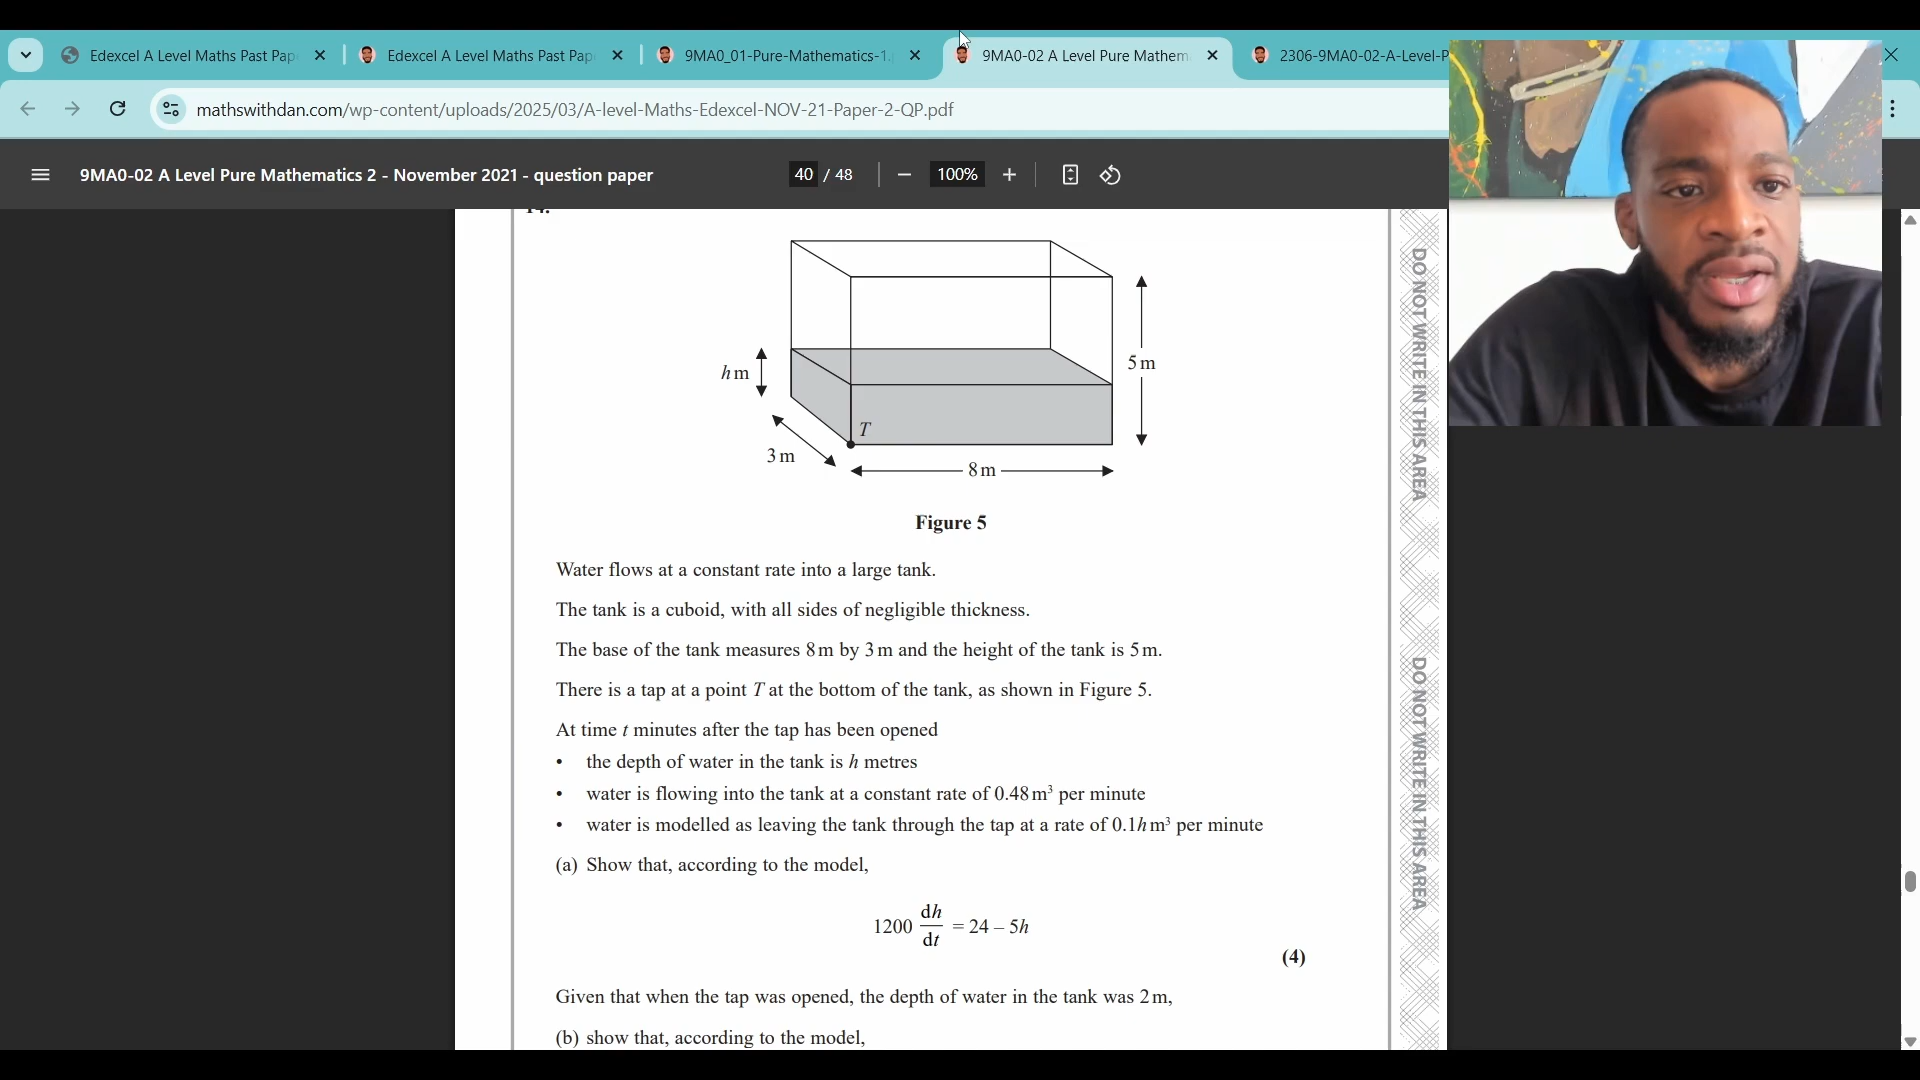 Edexcel A Level Maths Past Pap
Edexcel A Level Maths Past Pap
9MA0_01-Pure-Mathematics-1.
9MA0-02 A Level Pure Mathem
2306-9MA0-02-A-Level-P
mathswithdan.com/wp-content/uploads/2025/03/A-level-Maths-Edexcel-NOV-21-Paper-2-QP.pdf
9MA0-02 A Level Pure Mathematics 2 - November 2021 - question paper
40 / 48
100%
h m
5 m
T
3 m
8 m
Figure 5
Water flows at a constant rate into a large tank.
The tank is a cuboid, with all sides of negligible thickness.
The base of the tank measures 8 m by 3 m and the height of the tank is 5 m.
There is a tap at a point T at the bottom of the tank, as shown in Figure 5.
At time t minutes after the tap has been opened
• the depth of water in the tank is h metres
• water is flowing into the tank at a constant rate of 0.48 m³ per minute
• water is modelled as leaving the tank through the tap at a rate of 0.1h m³ per minute
(a) Show that, according to the model,
1200 dh/dt = 24 – 5h
(4)
Given that when the tap was opened, the depth of water in the tank was 2 m,
(b) show that, according to the model,
DO NOT WRITE IN THIS AREA
DO NOT WRITE IN THIS AREA